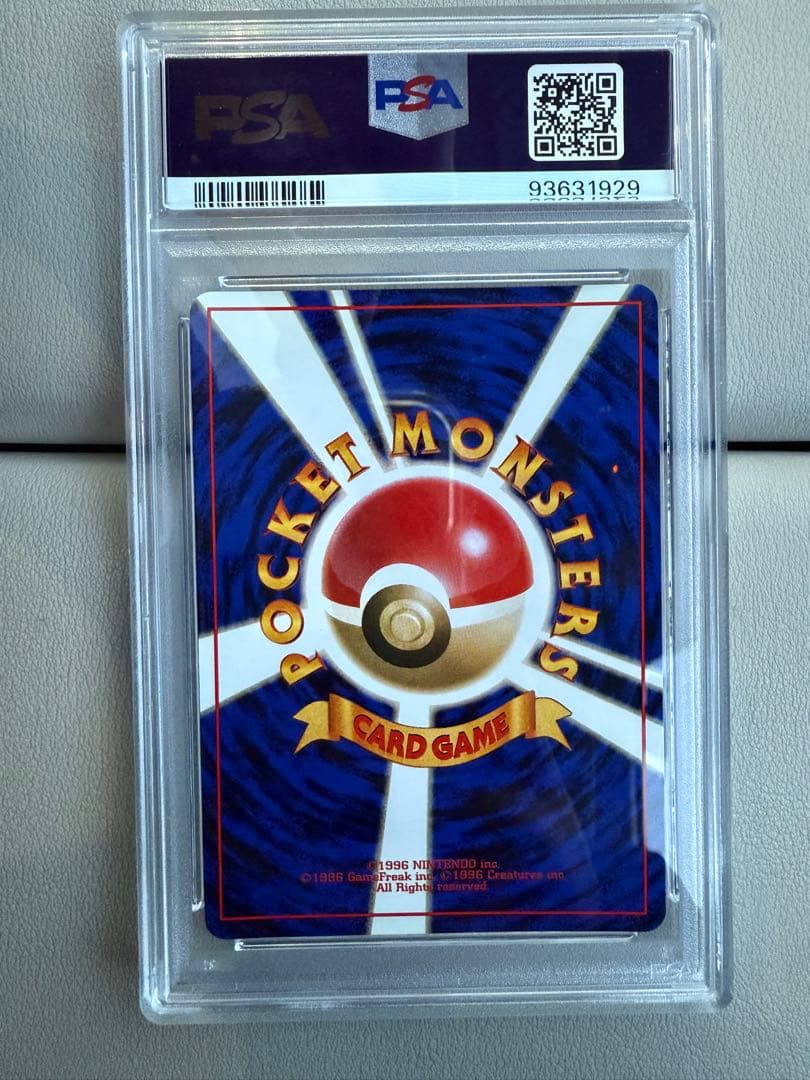 PSA
PSA
93631929
POCKET MONSTERS
CARD GAME
©1996 NINTENDO inc.
©1996 GameFreak inc. ©1996 Creatures inc
All Rights reserved.